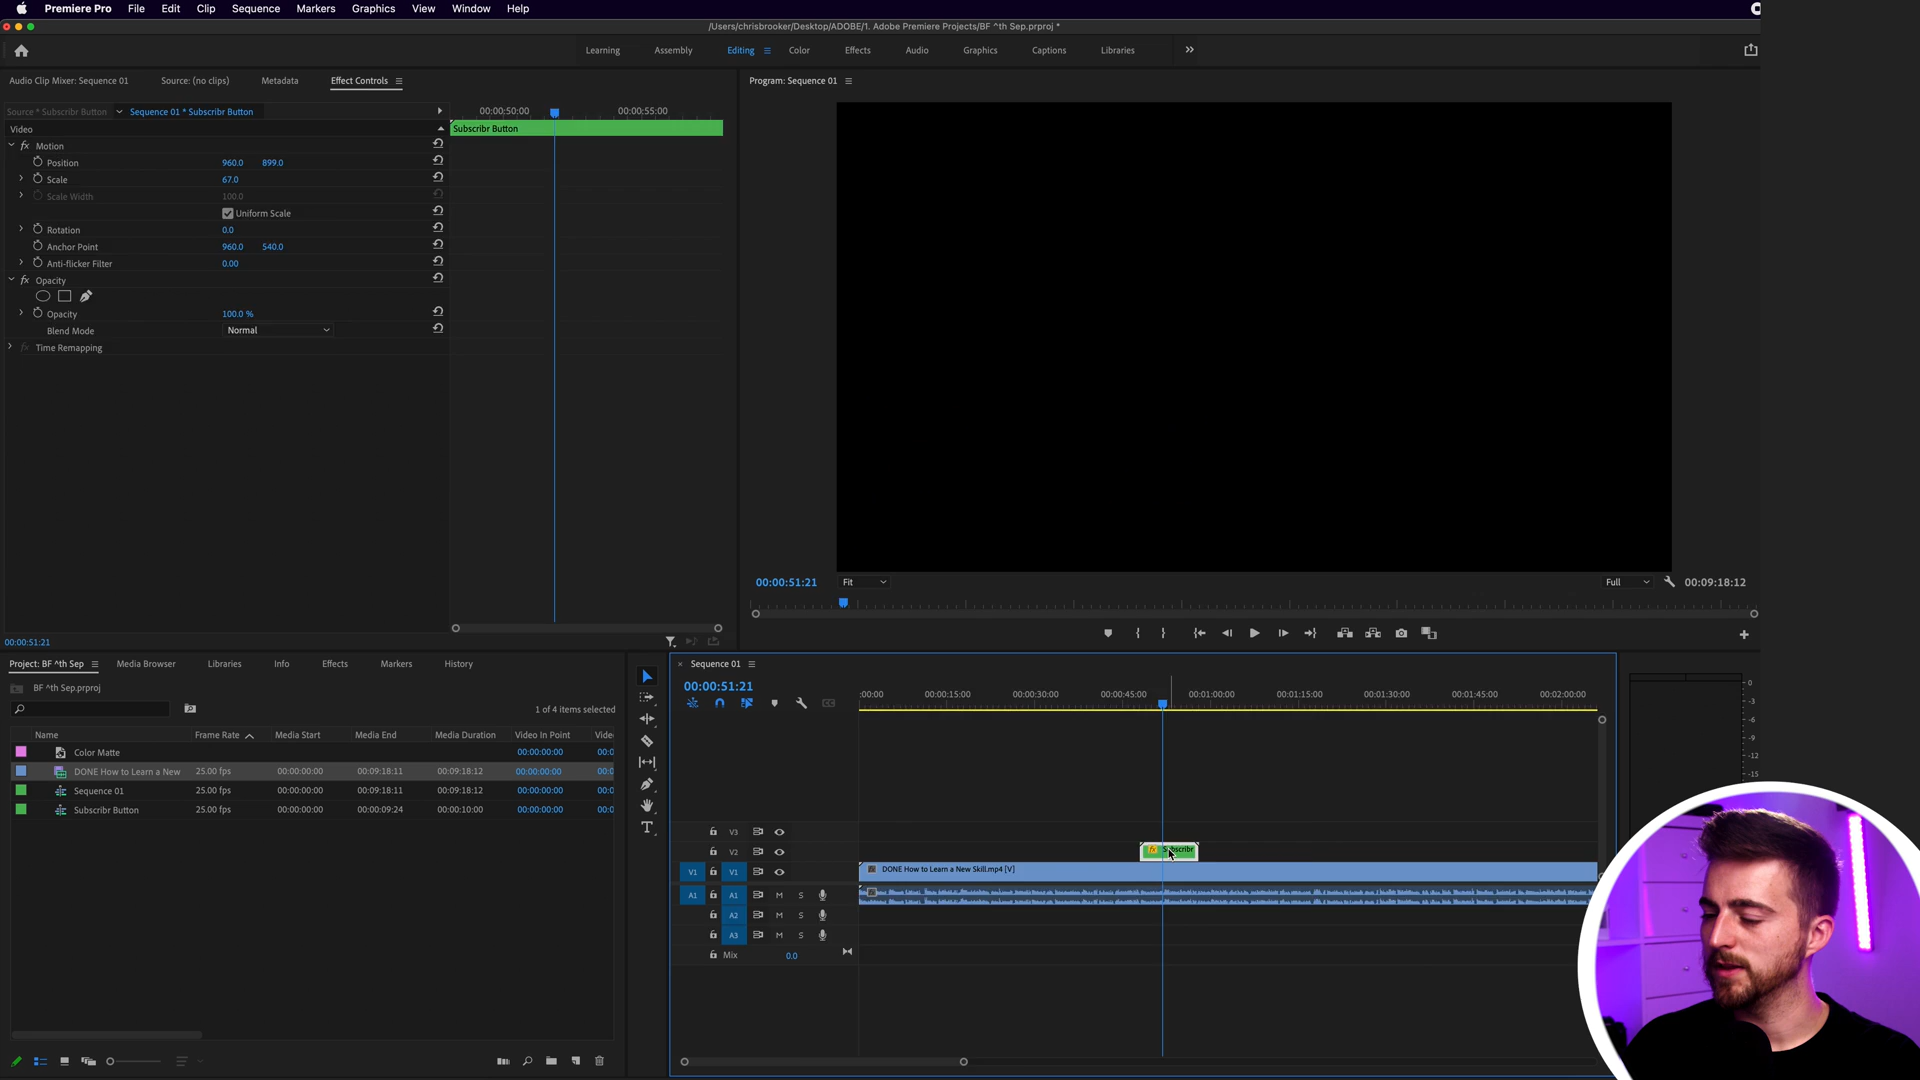 Premiere Pro File Edit Clip Sequence Markers Graphics View Window Help
/Users/chrisbrooker/Desktop/ADOBE/1. Adobe Premiere Projects/BF ^th Sep.prproj *
Learning Assembly Editing Color Effects Audio Graphics Captions Libraries
Audio Clip Mixer: Sequence 01 Source: (no clips) Metadata Effect Controls
Program: Sequence 01
Source * Subscribr Button Sequence 01 * Subscribr Button
00:00:50:00 00:00:55:00
Video
Subscribr Button
fx Motion
Position 960.0 899.0
Scale 67.0
Scale Width 100.0
Uniform Scale
Rotation 0.0
Anchor Point 960.0 540.0
Anti-flicker Filter 0.00
fx Opacity
Opacity 100.0 %
Blend Mode Normal
fx Time Remapping
00:00:51:21
00:00:51:21 Fit Full 00:09:18:12
Project: BF ^th Sep Media Browser Libraries Info Effects Markers History
BF ^th Sep.prproj
1 of 4 items selected
Name Frame Rate Media Start Media End Media Duration Video In Point Vide
Color Matte 00:00:00:00 00:0
DONE How to Learn a New 25.00 fps 00:00:00:00 00:09:18:11 00:09:18:12 00:00:00:00 00:0
Sequence 01 25.00 fps 00:00:00:00 00:09:18:11 00:09:18:12 00:00:00:00 00:0
Subscribr Button 25.00 fps 00:00:00:00 00:00:09:24 00:00:10:00 00:00:00:00 00:0
T
Sequence 01
00:00:51:21
:00:00 00:00:15:00 00:00:30:00 00:00:45:00 00:01:00:00 00:01:15:00 00:01:30:00 00:01:45:00 00:02:00:00
V3
V2 fx Subscribr
V1 V1 DONE How to Learn a New Skill.mp4 [V]
A1 A1 M S
A2 M S
A3 M S
Mix 0.0
0
-3
-6
-9
-12
-15